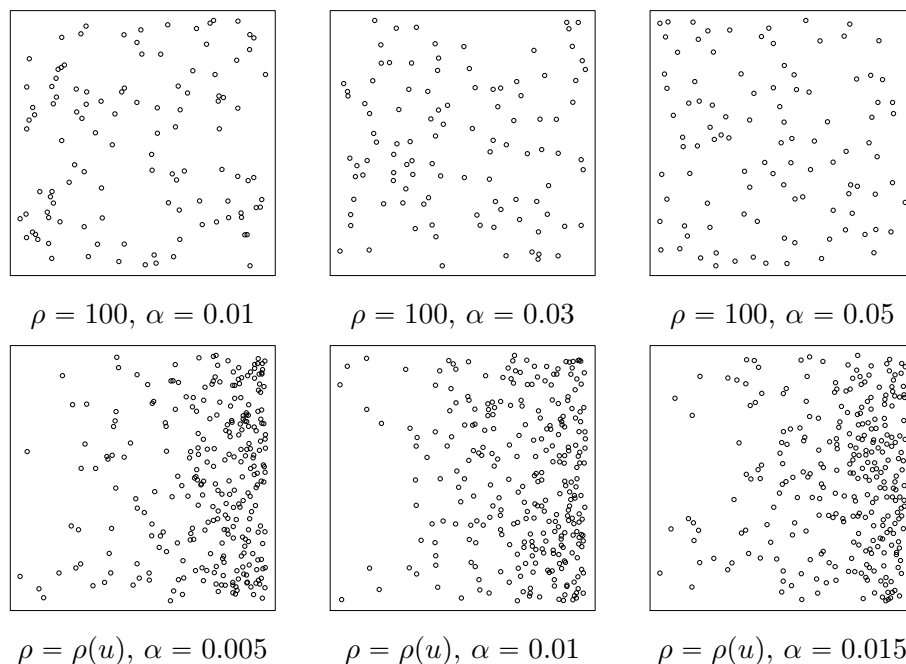 ρ = 100, α = 0.01 ρ = 100, α = 0.03 ρ = 100, α = 0.05
ρ = ρ(u), α = 0.005 ρ = ρ(u), α = 0.01 ρ = ρ(u), α = 0.015